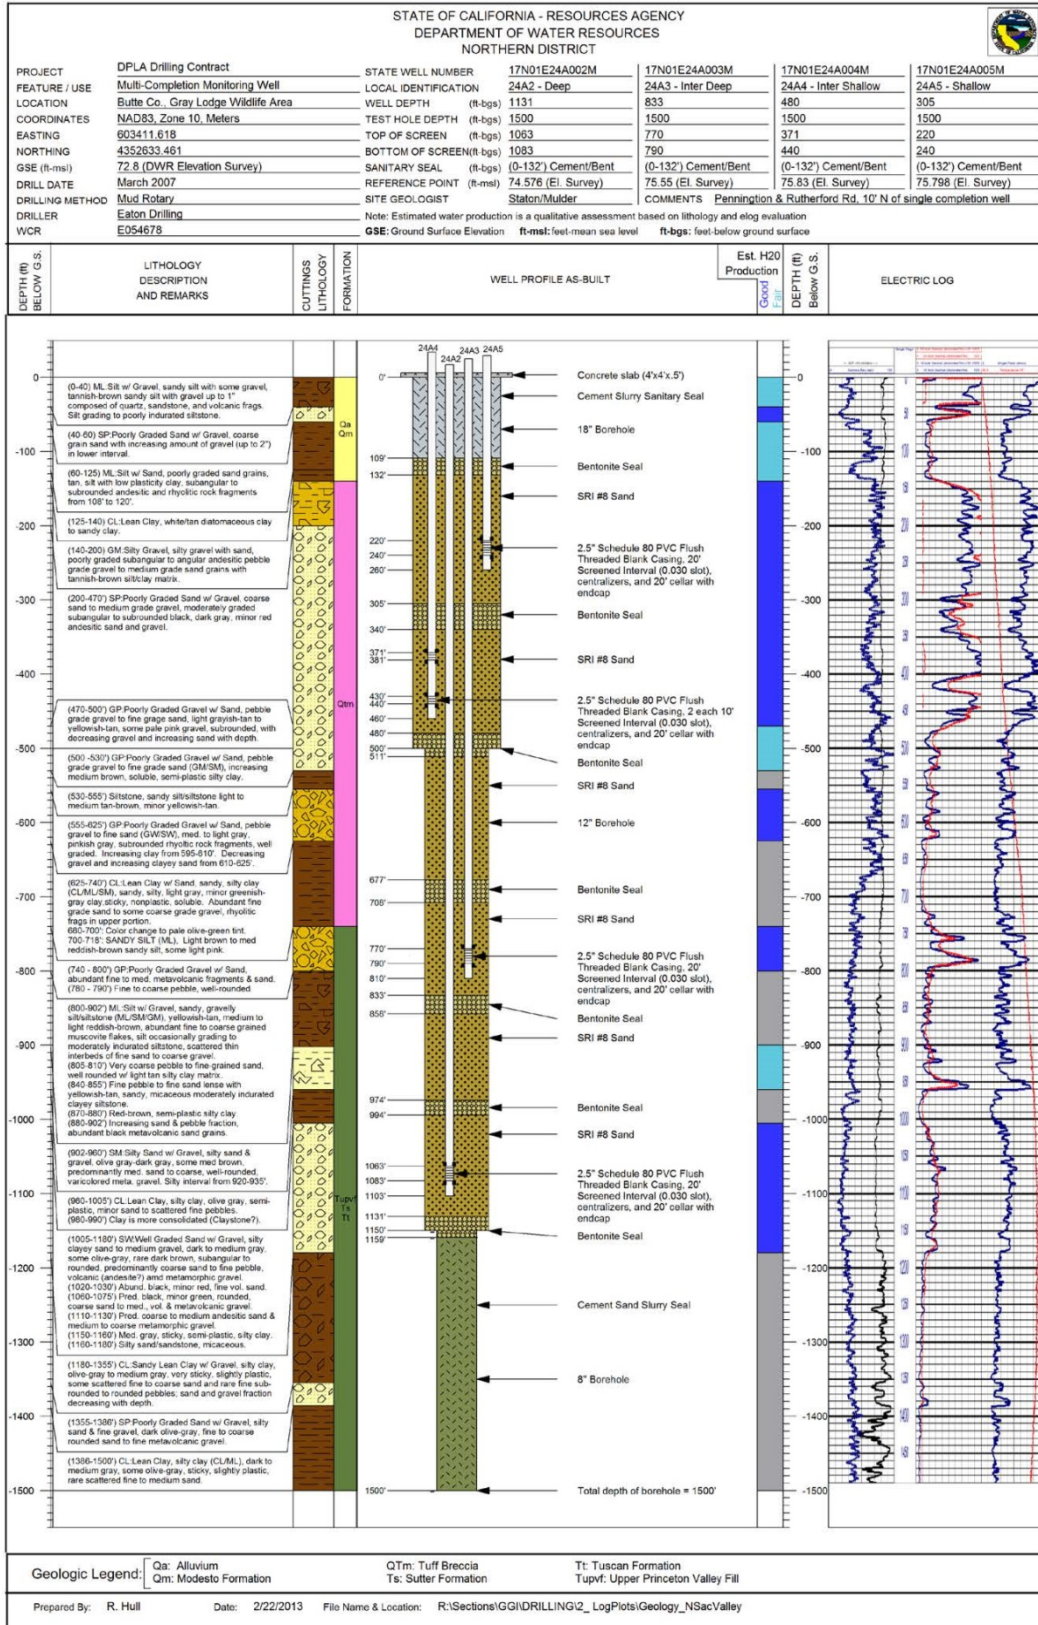 STATE OF CALIFORNIA - RESOURCES AGENCY
DEPARTMENT OF WATER RESOURCES
NORTHERN DISTRICT
PROJECT DPLA Drilling Contract
FEATURE / USE Multi-Completion Monitoring Well
LOCATION Butte Co., Gray Lodge Wildlife Area
COORDINATES NAD83, Zone 10, Meters
EASTING 603411.618
NORTHING 4352633.461
GSE (ft-msl) 72.8 (DWR Elevation Survey)
DRILL DATE March 2007
DRILLING METHOD Mud Rotary
DRILLER Eaton Drilling
WCR E054678
STATE WELL NUMBER 17N01E24A002M 17N01E24A003M 17N01E24A004M 17N01E24A005M
LOCAL IDENTIFICATION 24A2 - Deep 24A3 - Inter Deep 24A4 - Inter Shallow 24A5 - Shallow
WELL DEPTH (ft-bgs) 1131 833 480 305
TEST HOLE DEPTH (ft-bgs) 1500 1500 1500 1500
TOP OF SCREEN (ft-bgs) 1063 770 371 220
BOTTOM OF SCREEN(ft-bgs) 1083 790 440 240
SANITARY SEAL (ft-bgs) (0-132') Cement/Bent (0-132') Cement/Bent (0-132') Cement/Bent (0-132') Cement/Bent
REFERENCE POINT (ft-msl) 74.576 (El. Survey) 75.55 (El. Survey) 75.83 (El. Survey) 75.798 (El. Survey)
SITE GEOLOGIST Staton/Mulder COMMENTS Pennington & Rutherford Rd, 10' N of single completion well
Note: Estimated water production is a qualitative assessment based on lithology and elog evaluation
GSE: Ground Surface Elevation ft-msl: feet-mean sea level ft-bgs: feet-below ground surface
DEPTH (ft)
BELOW G.S.
LITHOLOGY
DESCRIPTION
AND REMARKS
CUTTINGS
LITHOLOGY
FORMATION
WELL PROFILE AS-BUILT
Est. H20
Production
Good
Fair
DEPTH (ft)
Below G.S.
ELECTRIC LOG
0
-100
-200
-300
-400
-500
-600
-700
-800
-900
-1000
-1100
-1200
-1300
-1400
-1500
(0-40) ML:Silt w/ Gravel, sandy silt with some gravel,
tannish-brown sandy silt with gravel up to 1"
composed of quartz, sandstone, and volcanic frags.
Silt grading to poorly indurated siltstone.
(40-60) SP:Poorly Graded Sand w/ Gravel, coarse
grain sand with increasing amount of gravel (up to 2")
in lower interval.
(60-125) ML:Silt w/ Sand, poorly graded sand grains,
tan, silt with low plasticity clay, subangular to
subrounded andesitic and rhyolitic rock fragments
from 108' to 120'.
(125-140) CL:Lean Clay, white/tan diatomaceous clay
to sandy clay.
(140-200) GM:Silty Gravel, silty gravel with sand,
poorly graded subangular to angular andesitic pebble
grade gravel to medium grade sand grains with
tannish-brown silt/clay matrix.
(200-470) SP:Poorly Graded Sand w/ Gravel, coarse
sand to medium grade gravel, moderately graded
subangular to subrounded black, dark gray, minor red
andesitic sand and gravel.
(470-500') GP:Poorly Graded Gravel w/ Sand, pebble
grade gravel to fine grage sand, light grayish-tan to
yellowish-tan, some pale pink gravel, subrounded, with
decreasing gravel and increasing sand with depth.
(500 -530') GP:Poorly Graded Gravel w/ Sand, pebble
grade gravel to fine grade sand (GM/SM), increasing
medium brown, soluble, semi-plastic silty clay.
(530-555') Siltstone, sandy silt/siltstone light to
medium tan-brown, minor yellowish-tan.
(555-625') GP:Poorly Graded Gravel w/ Sand, pebble
gravel to fine sand (GW/SW), med. to light gray,
pinkish gray, subrounded rhyoltic rock fragments, well
graded. Increasing clay from 595-610'. Decreasing
gravel and increasing clayey sand from 610-625'.
(625-740') CL:Lean Clay w/ Sand, sandy, silty clay
(CL/ML/SM), sandy, silty, light gray, minor greenish-
gray clay,sticky, nonplastic, soluble. Abundant fine
grade sand to some coarse grade gravel, rhyolitic
frags in upper portion.
680-700': Color change to pale olive-green tint.
700-718': SANDY SILT (ML), Light brown to med
reddish-brown sandy silt, some light pink.
(740 - 800') GP:Poorly Graded Gravel w/ Sand,
abundant fine to med. metavolcanic fragments & sand.
(780 - 790') Fine to coarse pebble, well-rounded
(800-902') ML:Silt w/ Gravel, sandy, gravelly
silt/siltstone (ML/SM/GM), yellowish-tan, medium to
light reddish-brown, abundant fine to coarse grained
muscovite flakes, silt occasionally grading to
moderately indurated siltstone, scattered thin
interbeds of fine sand to coarse gravel.
(805-810') Very coarse pebble to fine-grained sand,
well rounded w/ light tan silty clay matrix.
(840-855') Fine pebble to fine sand lense with
yellowish-tan, sandy, micaceous moderately indurated
clayey siltstone.
(870-880') Red-brown, semi-plastic silty clay.
(880-902') Increasing sand & pebble fraction,
abundant black metavolcanic sand grains.
(902-960') SM:Silty Sand w/ Gravel, silty sand &
gravel, olive gray-dark gray, some med brown,
predominantly med. sand to coarse, well-rounded,
varicolored meta. gravel. Silty interval from 920-935'.
(960-1005') CL:Lean Clay, silty clay, olive gray, semi-
plastic, minor sand to scattered fine pebbles.
(980-990') Clay is more consolidated (Claystone?).
(1005-1180') SW:Well Graded Sand w/ Gravel, silty
clayey sand to medium gravel, dark to medium gray,
some olive-gray, rare dark brown, subangular to
rounded, predominantly coarse sand to fine pebble,
volcanic (andesite?) amd metamorphic gravel.
(1020-1030') Abund. black, minor red, fine vol. sand.
(1060-1075') Pred. black, minor green, rounded,
coarse sand to med., vol. & metavolcanic gravel.
(1110-1130') Pred. coarse to medium andesitic sand &
medium to coarse metamorphic gravel.
(1150-1160') Med. gray, sticky, semi-plastic, silty clay.
(1160-1180') Silty sand/sandstone, micaceous.
(1180-1355') CL:Sandy Lean Clay w/ Gravel, silty clay,
olive-gray to medium gray, very sticky, slightly plastic,
some scattered fine to coarse sand and rare fine sub-
rounded to rounded pebbles; sand and gravel fraction
decreasing with depth.
(1355-1386') SP:Poorly Graded Sand w/ Gravel, silty
sand & fine gravel, dark olive-gray, fine to coarse
rounded sand to fine metavolcanic gravel.
(1386-1500') CL:Lean Clay, silty clay (CL/ML), dark to
medium gray, some olive-gray, sticky, slightly plastic,
rare scattered fine to medium sand.
Qa
Qm
Qtm
Tupvf
Ts
Tt
24A4
24A2
24A3
24A5
0'
109'
132'
220'
240'
260'
305'
340'
371'
381'
430'
440'
460'
480'
500'
511'
677'
708'
770'
790'
810'
833'
858'
974'
994'
1063'
1083'
1103'
1131'
1150'
1159'
1500'
Concrete slab (4'x4'x.5')
Cement Slurry Sanitary Seal
18" Borehole
Bentonite Seal
SRI #8 Sand
2.5" Schedule 80 PVC Flush
Threaded Blank Casing, 20'
Screened Interval (0.030 slot),
centralizers, and 20' cellar with
endcap
Bentonite Seal
SRI #8 Sand
2.5" Schedule 80 PVC Flush
Threaded Blank Casing, 2 each 10'
Screened Interval (0.030 slot),
centralizers, and 20' cellar with
endcap
Bentonite Seal
SRI #8 Sand
12" Borehole
Bentonite Seal
SRI #8 Sand
2.5" Schedule 80 PVC Flush
Threaded Blank Casing, 20'
Screened Interval (0.030 slot),
centralizers, and 20' cellar with
endcap
Bentonite Seal
SRI #8 Sand
Bentonite Seal
SRI #8 Sand
2.5" Schedule 80 PVC Flush
Threaded Blank Casing, 20'
Screened Interval (0.030 slot),
centralizers, and 20' cellar with
endcap
Bentonite Seal
Cement Sand Slurry Seal
8" Borehole
Total depth of borehole = 1500'
0
-100
-200
-300
-400
-500
-600
-700
-800
-900
-1000
-1100
-1200
-1300
-1400
-1500
Geologic Legend:
Qa: Alluvium QTm: Tuff Breccia Tt: Tuscan Formation
Qm: Modesto Formation Ts: Sutter Formation Tupvf: Upper Princeton Valley Fill
Prepared By: R. Hull Date: 2/22/2013 File Name & Location: R:\Sections\GGI\DRILLING\2_ LogPlots\Geology_NSacValley